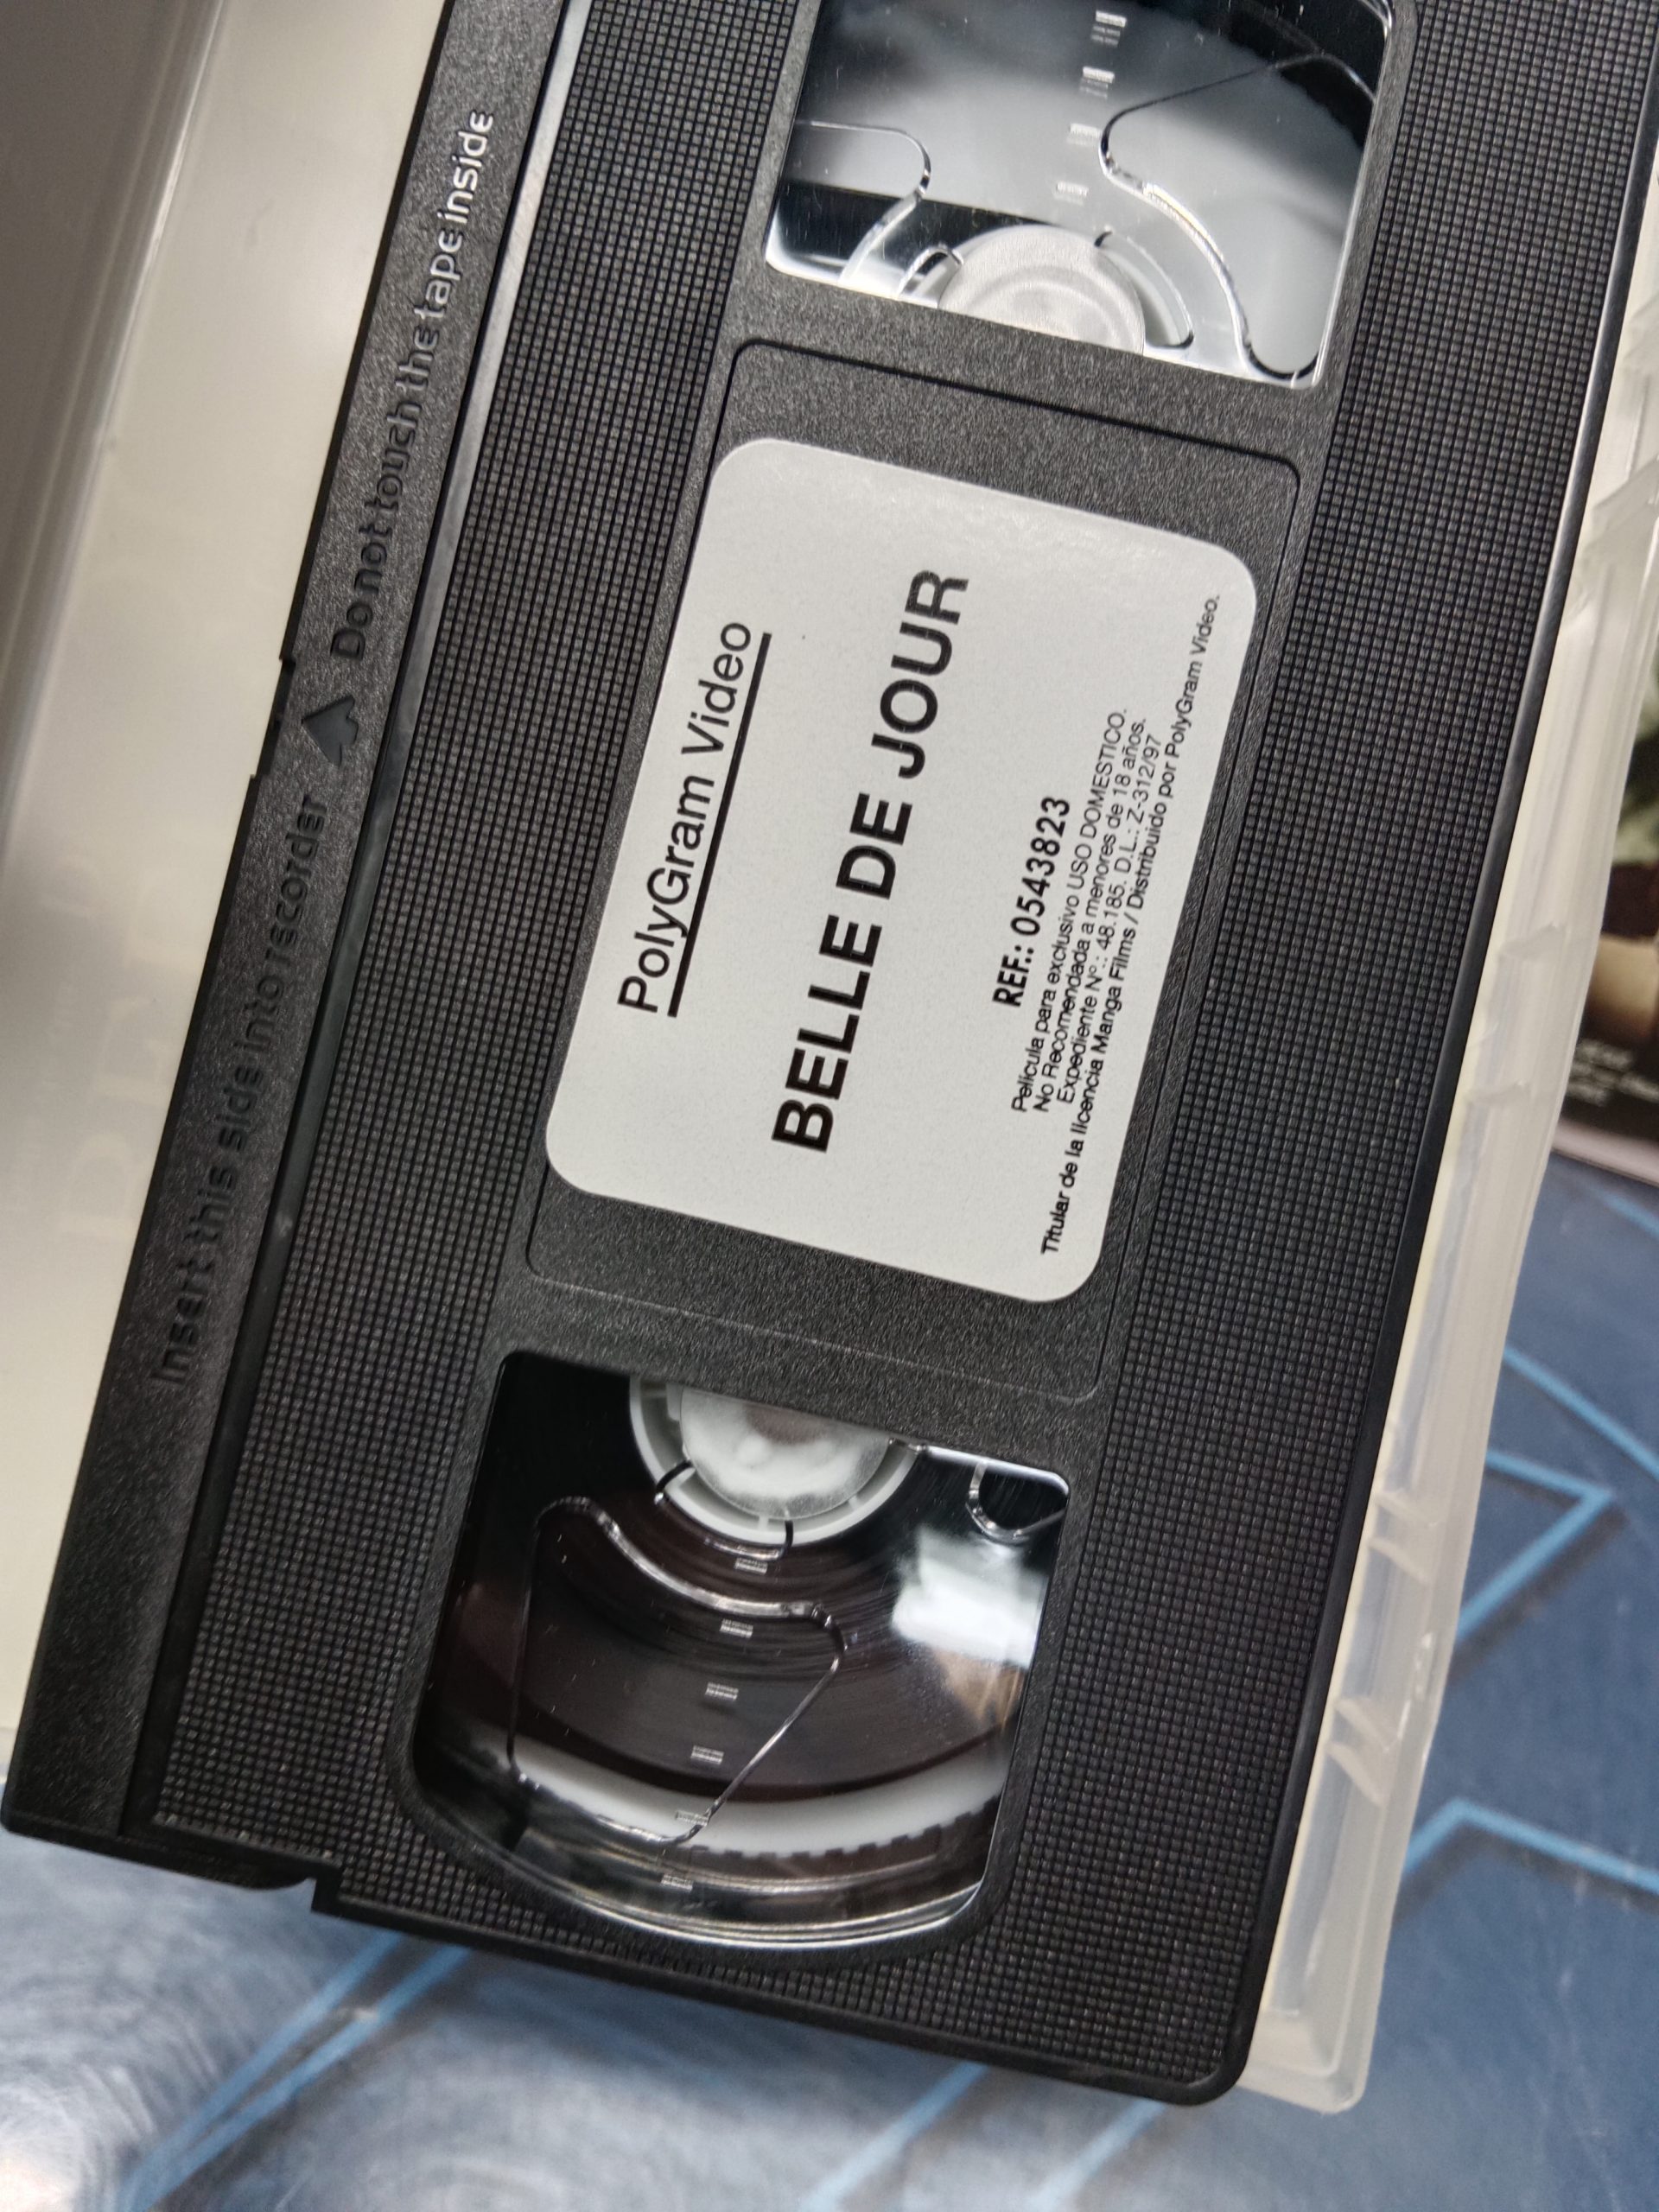 Insert this side into recorder ▲ Do not touch the tape inside
PolyGram Video
BELLE DE JOUR
REF.: 0543823
Película para exclusivo USO DOMESTICO.
No Recomendada a menores de 18 años.
Expediente Nº.: 48.185. D.L.: Z-312/97
Titular de la licencia Manga Films / Distribuido por PolyGram Video.